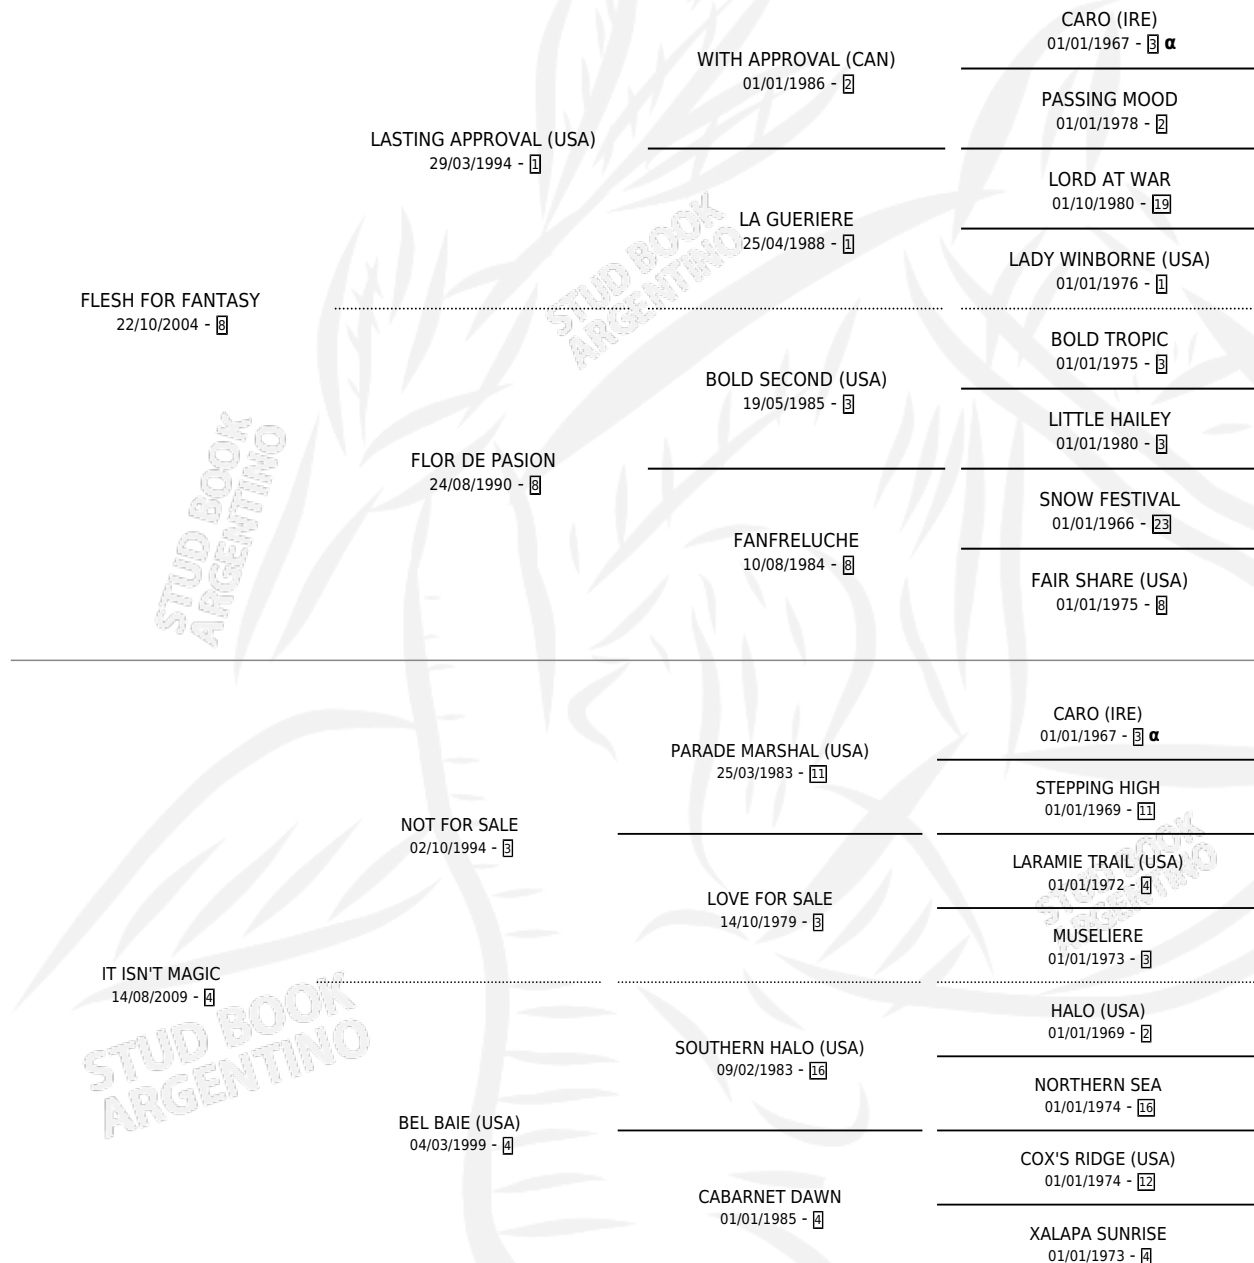 CARO (IRE)
01/01/1967 - 3 α
WITH APPROVAL (CAN)
01/01/1986 - 2
PASSING MOOD
01/01/1978 - 2
LASTING APPROVAL (USA)
29/03/1994 - 1
LORD AT WAR
01/10/1980 - 19
LA GUERIERE
25/04/1988 - 1
LADY WINBORNE (USA)
01/01/1976 - 1
FLESH FOR FANTASY
22/10/2004 - 8
STUD BOOK
ARGENTINO
BOLD TROPIC
01/01/1975 - 3
BOLD SECOND (USA)
19/05/1985 - 3
LITTLE HAILEY
01/01/1980 - 3
FLOR DE PASION
24/08/1990 - 8
SNOW FESTIVAL
01/01/1966 - 23
FANFRELUCHE
10/08/1984 - 8
FAIR SHARE (USA)
01/01/1975 - 8
STUD BOOK
ARGENTINO
CARO (IRE)
01/01/1967 - 3 α
PARADE MARSHAL (USA)
25/03/1983 - 11
STEPPING HIGH
01/01/1969 - 11
NOT FOR SALE
02/10/1994 - 3
LARAMIE TRAIL (USA)
01/01/1972 - 4
LOVE FOR SALE
14/10/1979 - 3
MUSELIERE
01/01/1973 - 3
STUD BOOK
ARGENTINO
IT ISN'T MAGIC
14/08/2009 - 4
HALO (USA)
01/01/1969 - 2
SOUTHERN HALO (USA)
09/02/1983 - 16
NORTHERN SEA
01/01/1974 - 16
BEL BAIE (USA)
04/03/1999 - 4
COX'S RIDGE (USA)
01/01/1974 - 12
CABARNET DAWN
01/01/1985 - 4
XALAPA SUNRISE
01/01/1973 - 4
STUD BOOK
ARGENTINO